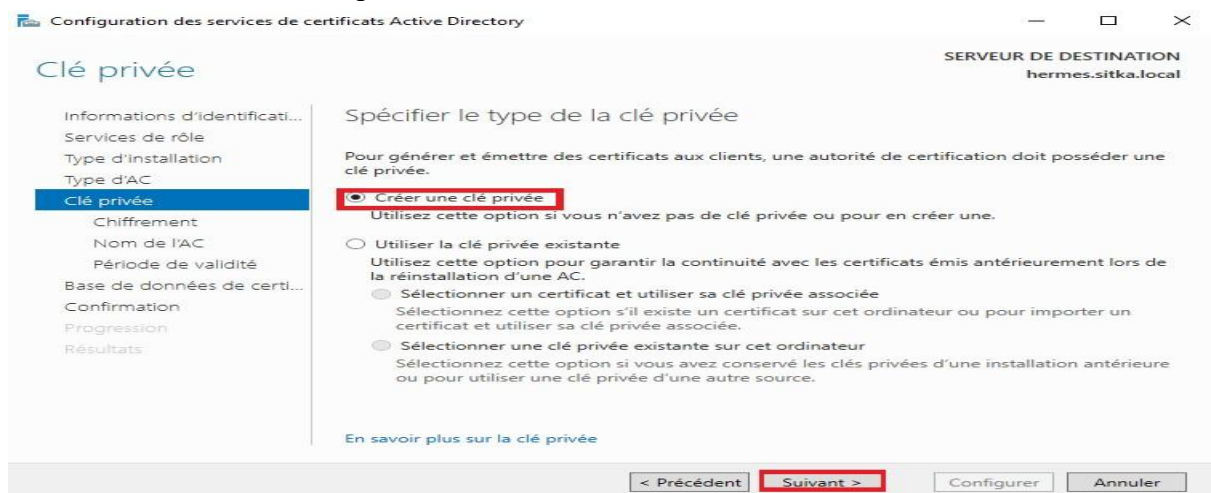 Configuration des services de certificats Active Directory
Clé privée
SERVEUR DE DESTINATION
hermes.sitka.local
Informations d'identificati...
Services de rôle
Type d'installation
Type d'AC
Clé privée
Chiffrement
Nom de l'AC
Période de validité
Base de données de certi...
Confirmation
Progression
Résultats
Spécifier le type de la clé privée
Pour générer et émettre des certificats aux clients, une autorité de certification doit posséder une
clé privée.
Créer une clé privée
Utilisez cette option si vous n'avez pas de clé privée ou pour en créer une.
Utiliser la clé privée existante
Utilisez cette option pour garantir la continuité avec les certificats émis antérieurement lors de
la réinstallation d'une AC.
Sélectionner un certificat et utiliser sa clé privée associée
Sélectionnez cette option s'il existe un certificat sur cet ordinateur ou pour importer un
certificat et utiliser sa clé privée associée.
Sélectionner une clé privée existante sur cet ordinateur
Sélectionnez cette option si vous avez conservé les clés privées d'une installation antérieure
ou pour utiliser une clé privée d'une autre source.
En savoir plus sur la clé privée
< Précédent
Suivant >
Configurer
Annuler